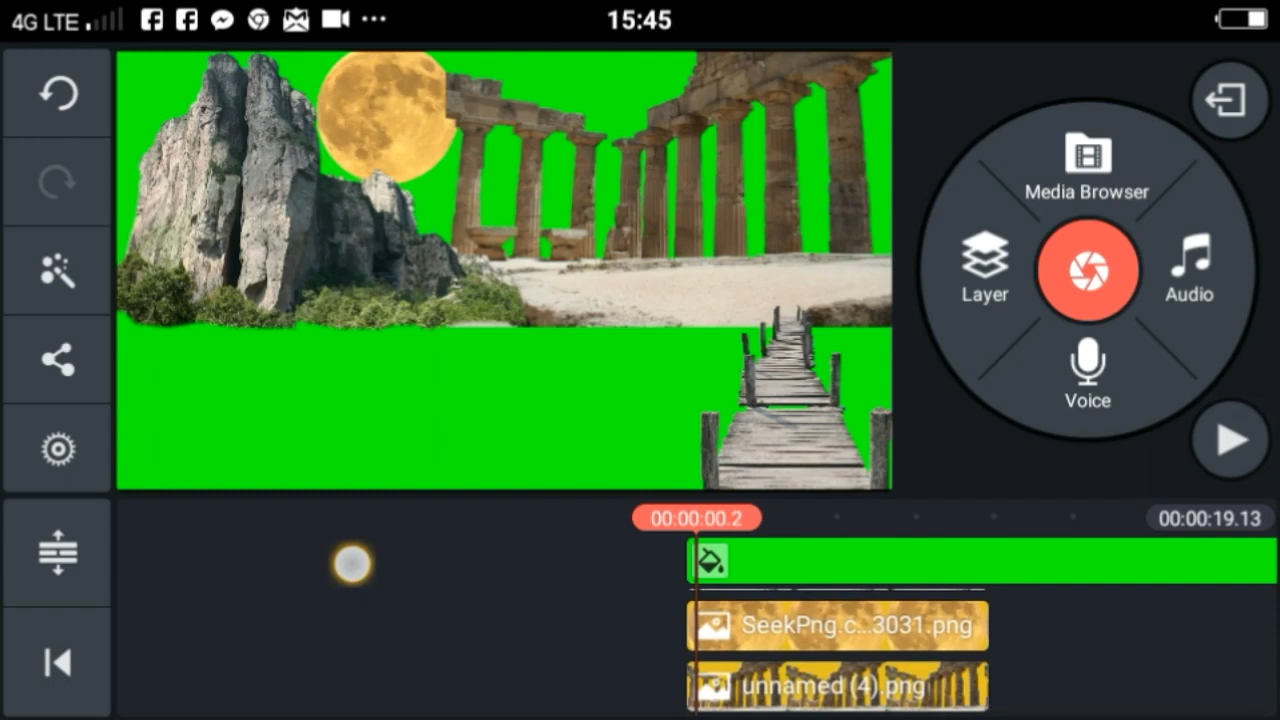 4G LTE
15:45
Media Browser
Layer
Audio
Voice
00:00:00.2
00:00:19.13
SeekPng.c...3031.png
unnamed (4).png